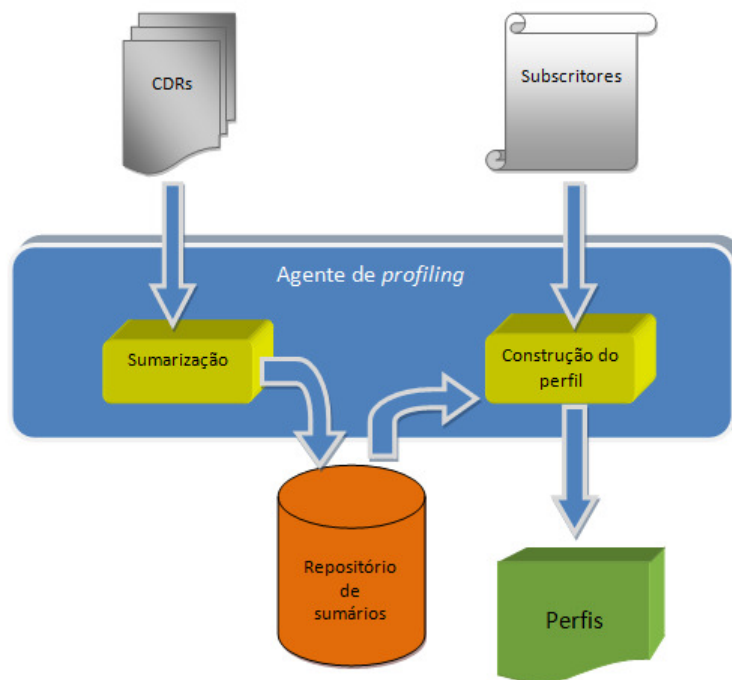 CDRs
Subscritores
Agente de profiling
Sumarização
Construção do
perfil
Repositório
de
sumários
Perfis